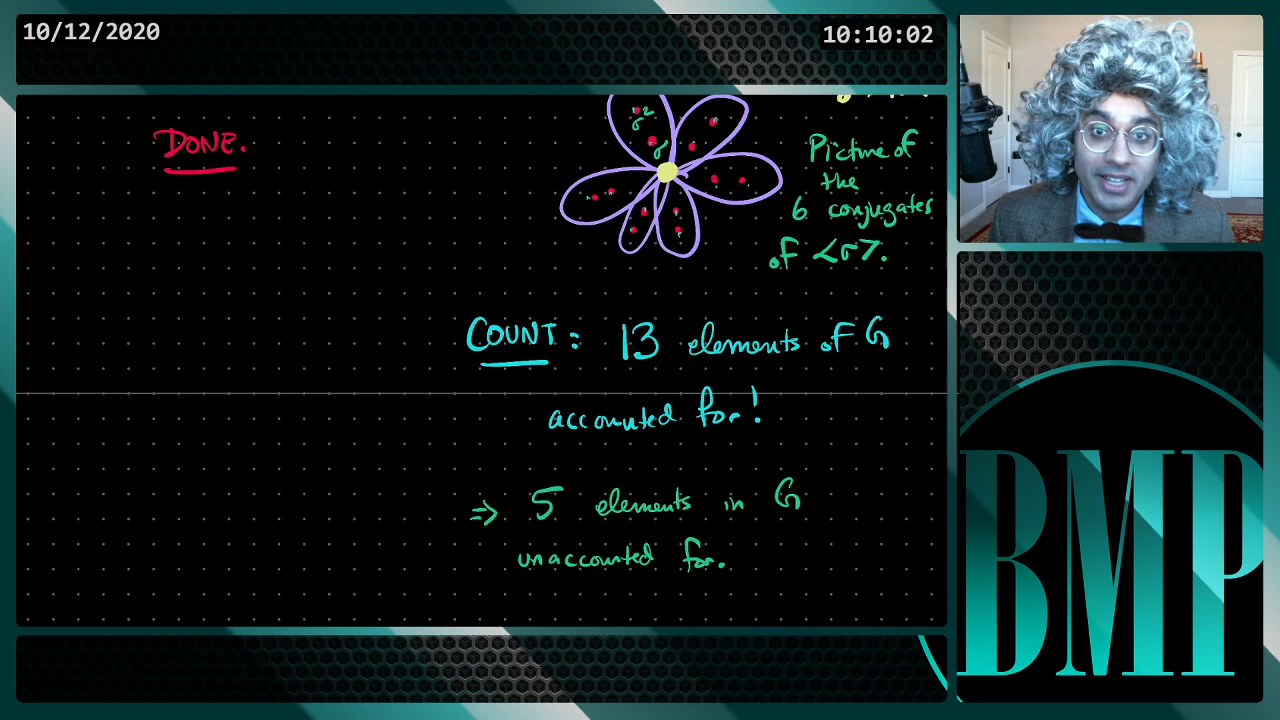 10/12/2020
10:10:02
DONE.
σ²
σ
Picture of
the
6 conjugates
of <σ>.
COUNT: 13 elements of G
accounted for!
⇒ 5 elements in G
unaccounted for.
BMP